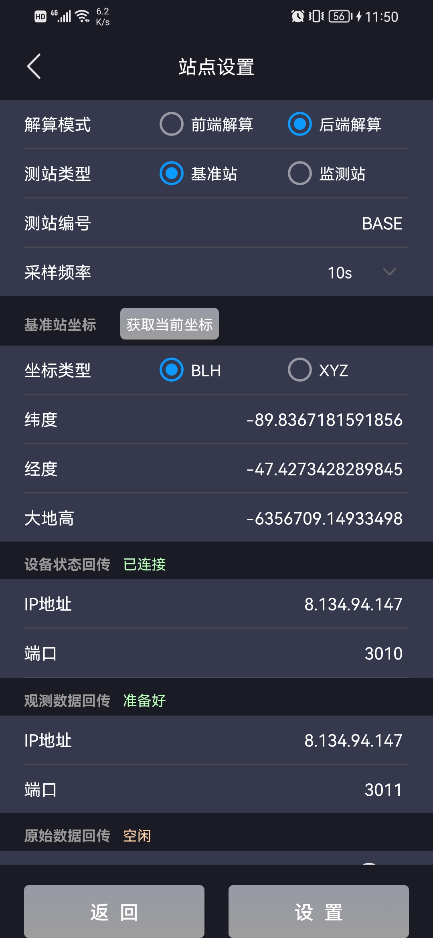 HD 4G 6.2 K/s 56 11:50
站点设置
解算模式 前端解算 后端解算
测站类型 基准站 监测站
测站编号 BASE
采样频率 10s
基准站坐标 获取当前坐标
坐标类型 BLH XYZ
纬度 -89.8367181591856
经度 -47.4273428289845
大地高 -6356709.14933498
设备状态回传 已连接
IP地址 8.134.94.147
端口 3010
观测数据回传 准备好
IP地址 8.134.94.147
端口 3011
原始数据回传 空闲
返回 设置